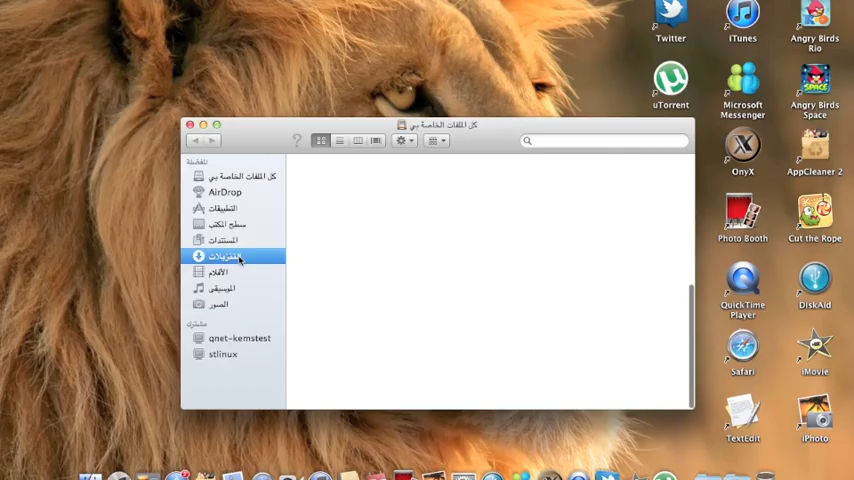 كل الملفات الخاصة بي
المفضلة
كل الملفات الخاصة بي
AirDrop
التطبيقات
سطح المكتب
المستندات
التنزيلات
الأفلام
الموسيقى
الصور
مشترك
qnet-kemstest
stlinux
Twitter
iTunes
Angry Birds
Rio
uTorrent
Microsoft
Messenger
Angry Birds
Space
OnyX
AppCleaner 2
Photo Booth
Cut the Rope
QuickTime
Player
DiskAid
Safari
iMovie
TextEdit
iPhoto